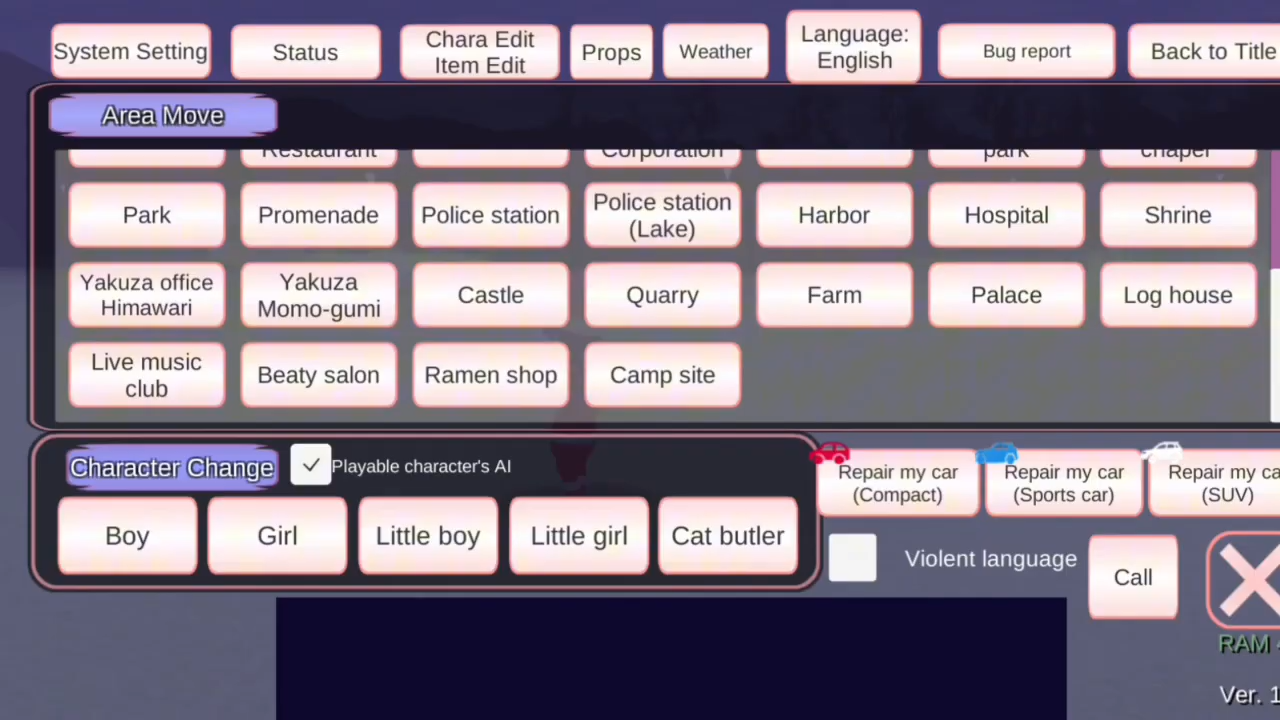 System Setting
Status
Chara Edit
Item Edit
Props
Weather
Language:
English
Bug report
Back to Title
Area Move
Restaurant
Corporation
park
chapel
Park
Promenade
Police station
Police station
(Lake)
Harbor
Hospital
Shrine
Yakuza office
Himawari
Yakuza
Momo-gumi
Castle
Quarry
Farm
Palace
Log house
Live music
club
Beaty salon
Ramen shop
Camp site
Character Change
Playable character's AI
Repair my car
(Compact)
Repair my car
(Sports car)
Repair my ca
(SUV)
Boy
Girl
Little boy
Little girl
Cat butler
Violent language
Call
RAM
Ver. 1